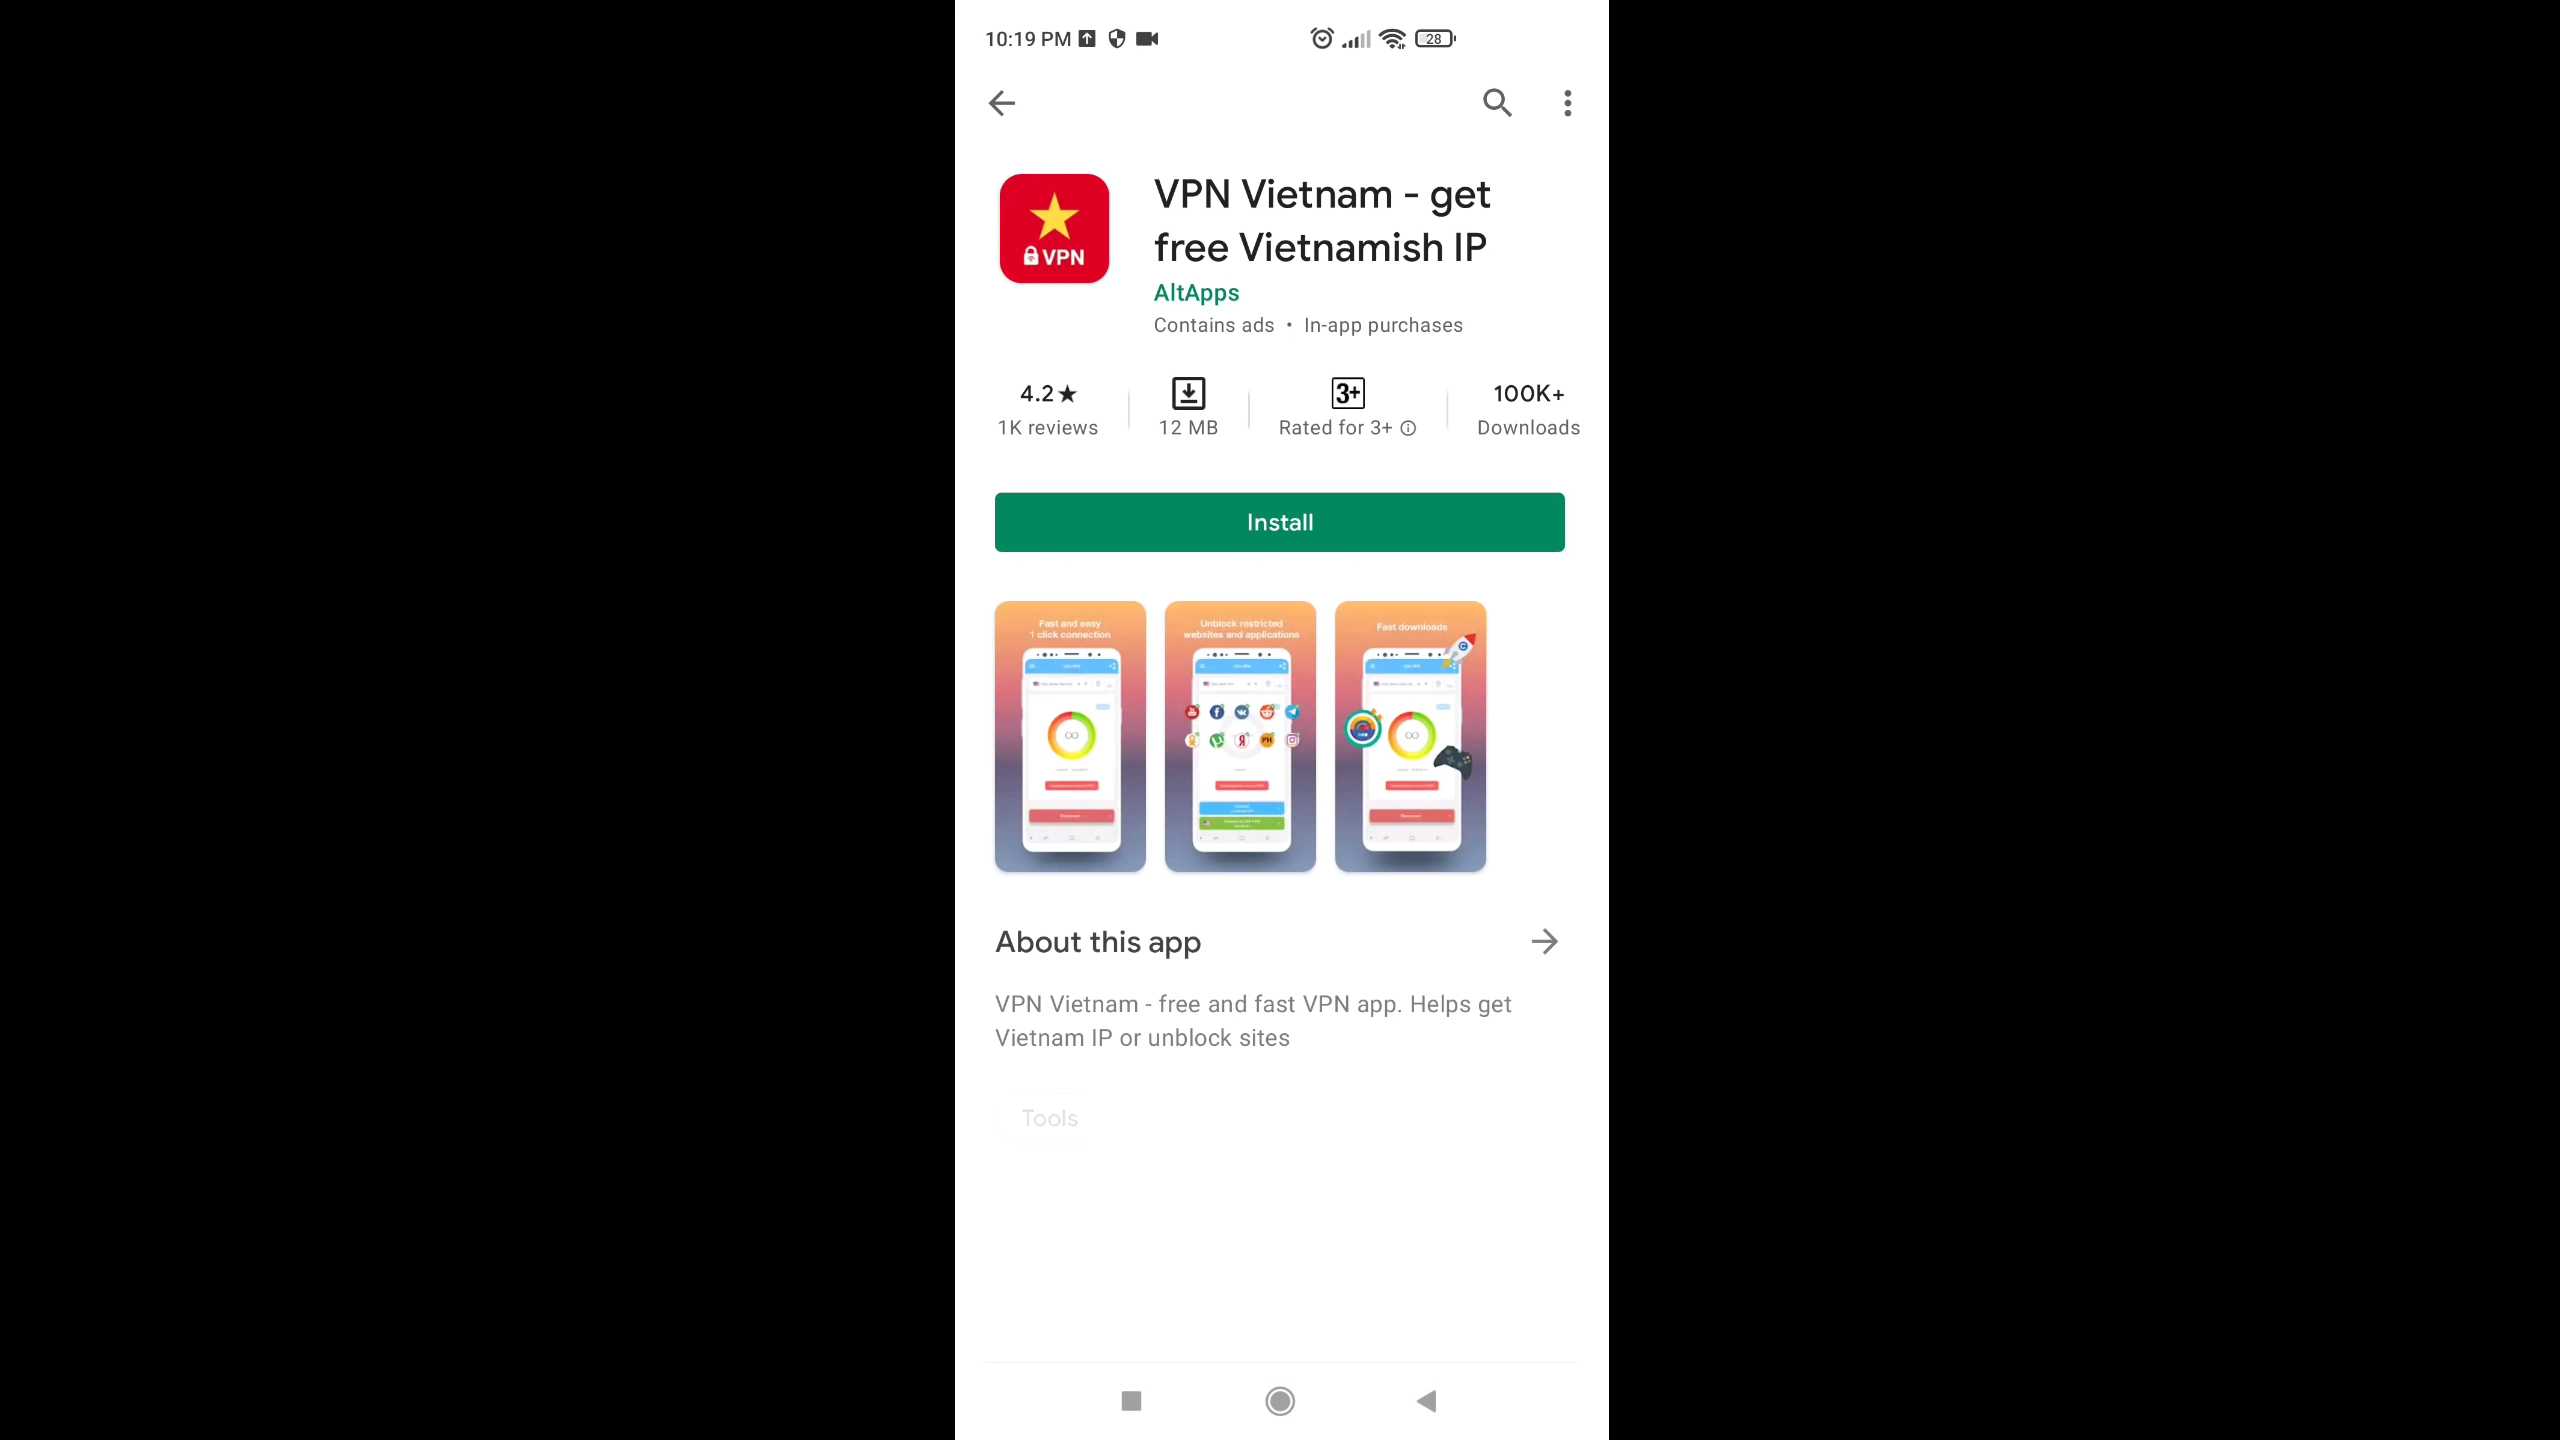 10:19 PM
28
VPN
VPN Vietnam - get
free Vietnamish IP
AltApps
Contains ads • In-app purchases
4.2★
1K reviews
12 MB
3+
Rated for 3+
100K+
Downloads
Install
Fast and easy
1 click connection
Unblock restricted
websites and applications
Fast downloads
About this app
VPN Vietnam - free and fast VPN app. Helps get
Vietnam IP or unblock sites
Tools